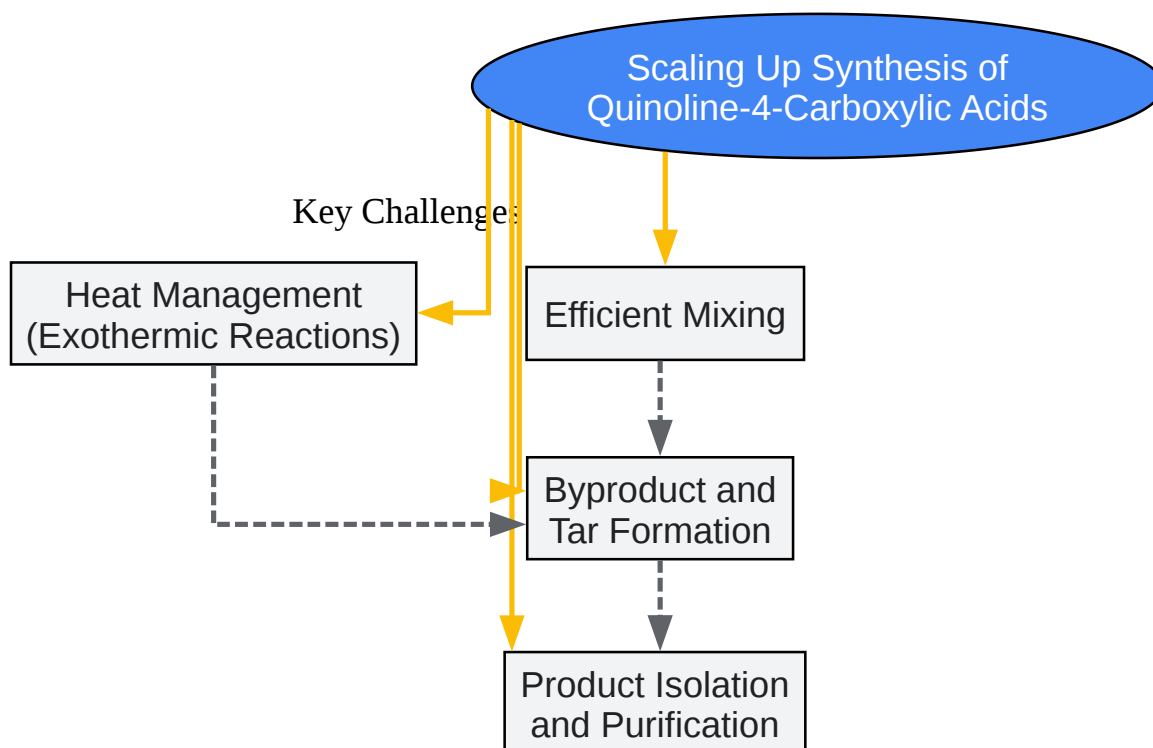 Scaling Up Synthesis of
Quinoline-4-Carboxylic Acids
Key Challenges
Heat Management
(Exothermic Reactions)
Efficient Mixing
Byproduct and
Tar Formation
Product Isolation
and Purification